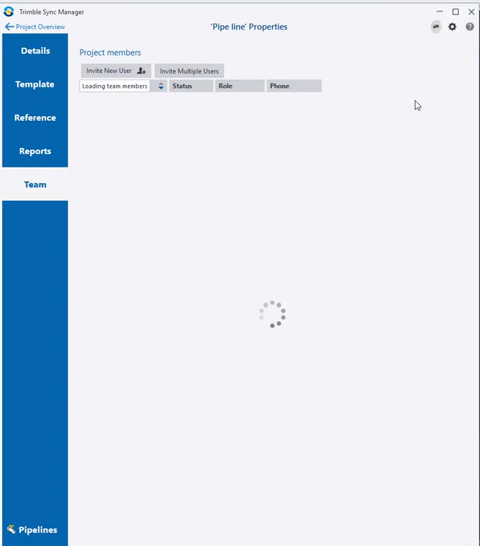 Trimble Sync Manager
Project Overview
'Pipe line' Properties
Details
Template
Reference
Reports
Team
Pipelines
Project members
Invite New User
Invite Multiple Users
Loading team members
Status
Role
Phone